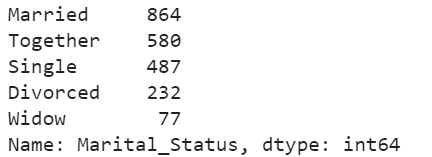 Married     864
Together    580
Single      487
Divorced    232
Widow        77
Name: Marital_Status, dtype: int64